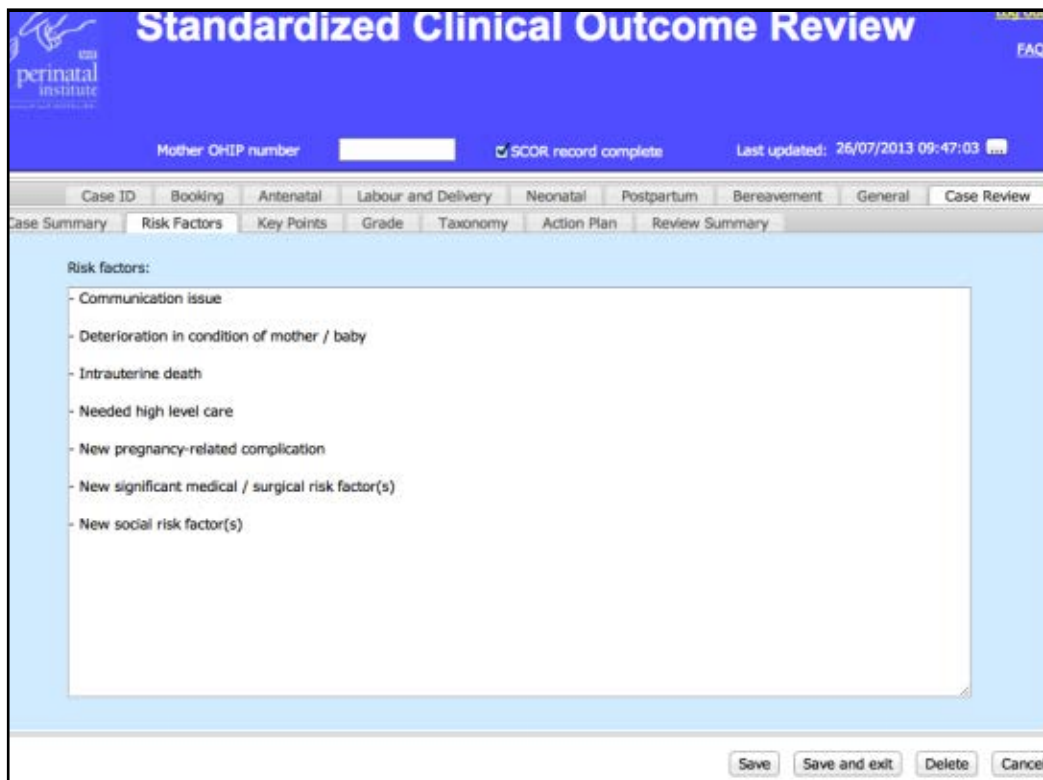 Standardized Clinical Outcome Review
FAQ
perinatal
institute
Mother OHIP number
SCOR record complete
Last updated: 26/07/2013 09:47:03 ...
Case ID Booking Antenatal Labour and Delivery Neonatal Postpartum Bereavement General Case Review
Case Summary Risk Factors Key Points Grade Taxonomy Action Plan Review Summary
Risk factors:
- Communication issue
- Deterioration in condition of mother / baby
- Intrauterine death
- Needed high level care
- New pregnancy-related complication
- New significant medical / surgical risk factor(s)
- New social risk factor(s)
Save Save and exit Delete Cancel